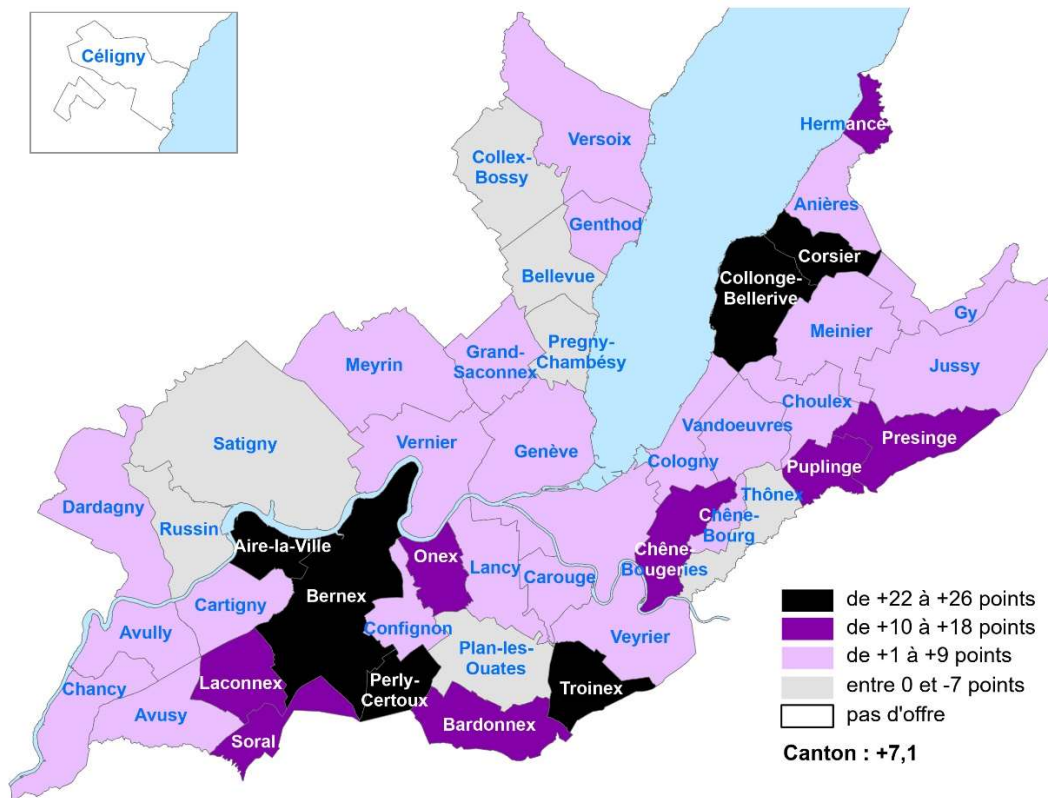 Céligny
Versoix
Collex-
Bossy
Genthod
Bellevue
Pregny-
Chambésy
Hermance
Anières
Corsier
Collonge-
Bellerive
Gy
Meinier
Jussy
Choulex
Vandoeuvres
Presinge
Cologny
Puplinge
Thônex
Chêne-
Bourg
Chêne-
Bougeries
Meyrin
Grand-
Saconnex
Satigny
Vernier
Genève
Dardagny
Russin
Aire-la-Ville
Onex
Lancy
Carouge
Bernex
Cartigny
Confignon
Avully
Plan-les-
Ouates
Veyrier
Chancy
Laconnex
Perly-
Certoux
Troinex
Avusy
Soral
Bardonnex
de +22 à +26 points
de +10 à +18 points
de +1 à +9 points
entre 0 et -7 points
pas d'offre
Canton : +7,1